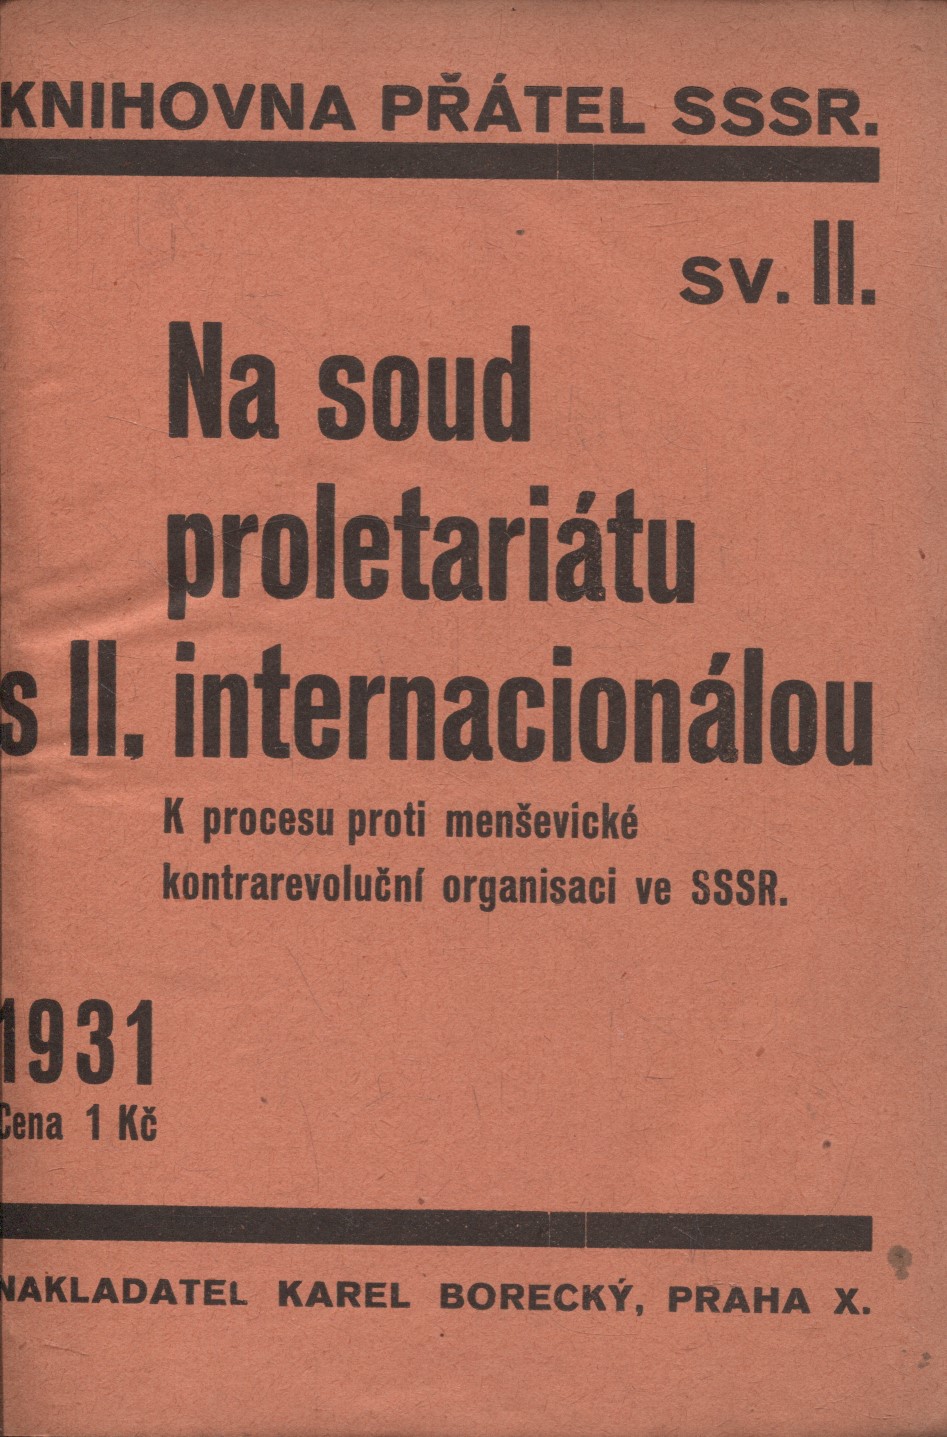 KNIHOVNA PŘÁTEL SSSR.
sv. II.
Na soud
proletariátu
s II. internacionálou
K procesu proti menševické
kontrarevoluční organisaci ve SSSR.
1931
Cena 1 Kč
NAKLADATEL KAREL BORECKÝ, PRAHA X.